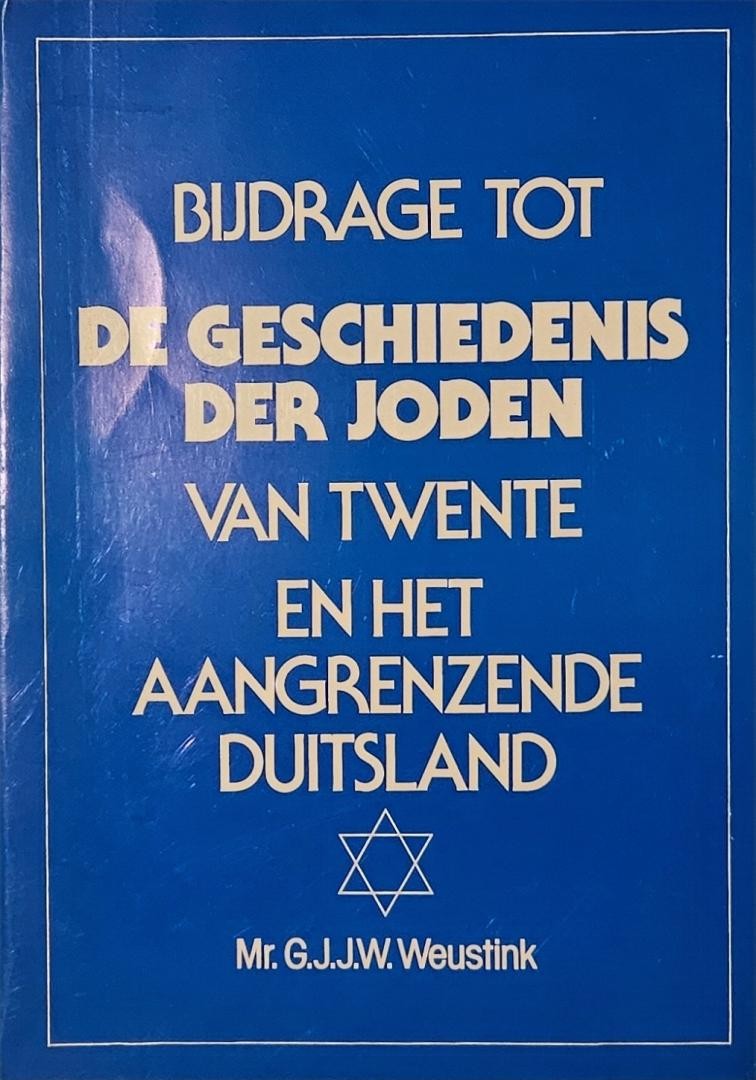 BIJDRAGE TOT
DE GESCHIEDENIS
DER JODEN
VAN TWENTE
EN HET
AANGRENZENDE
DUITSLAND
Mr. G.J.J.W. Weustink